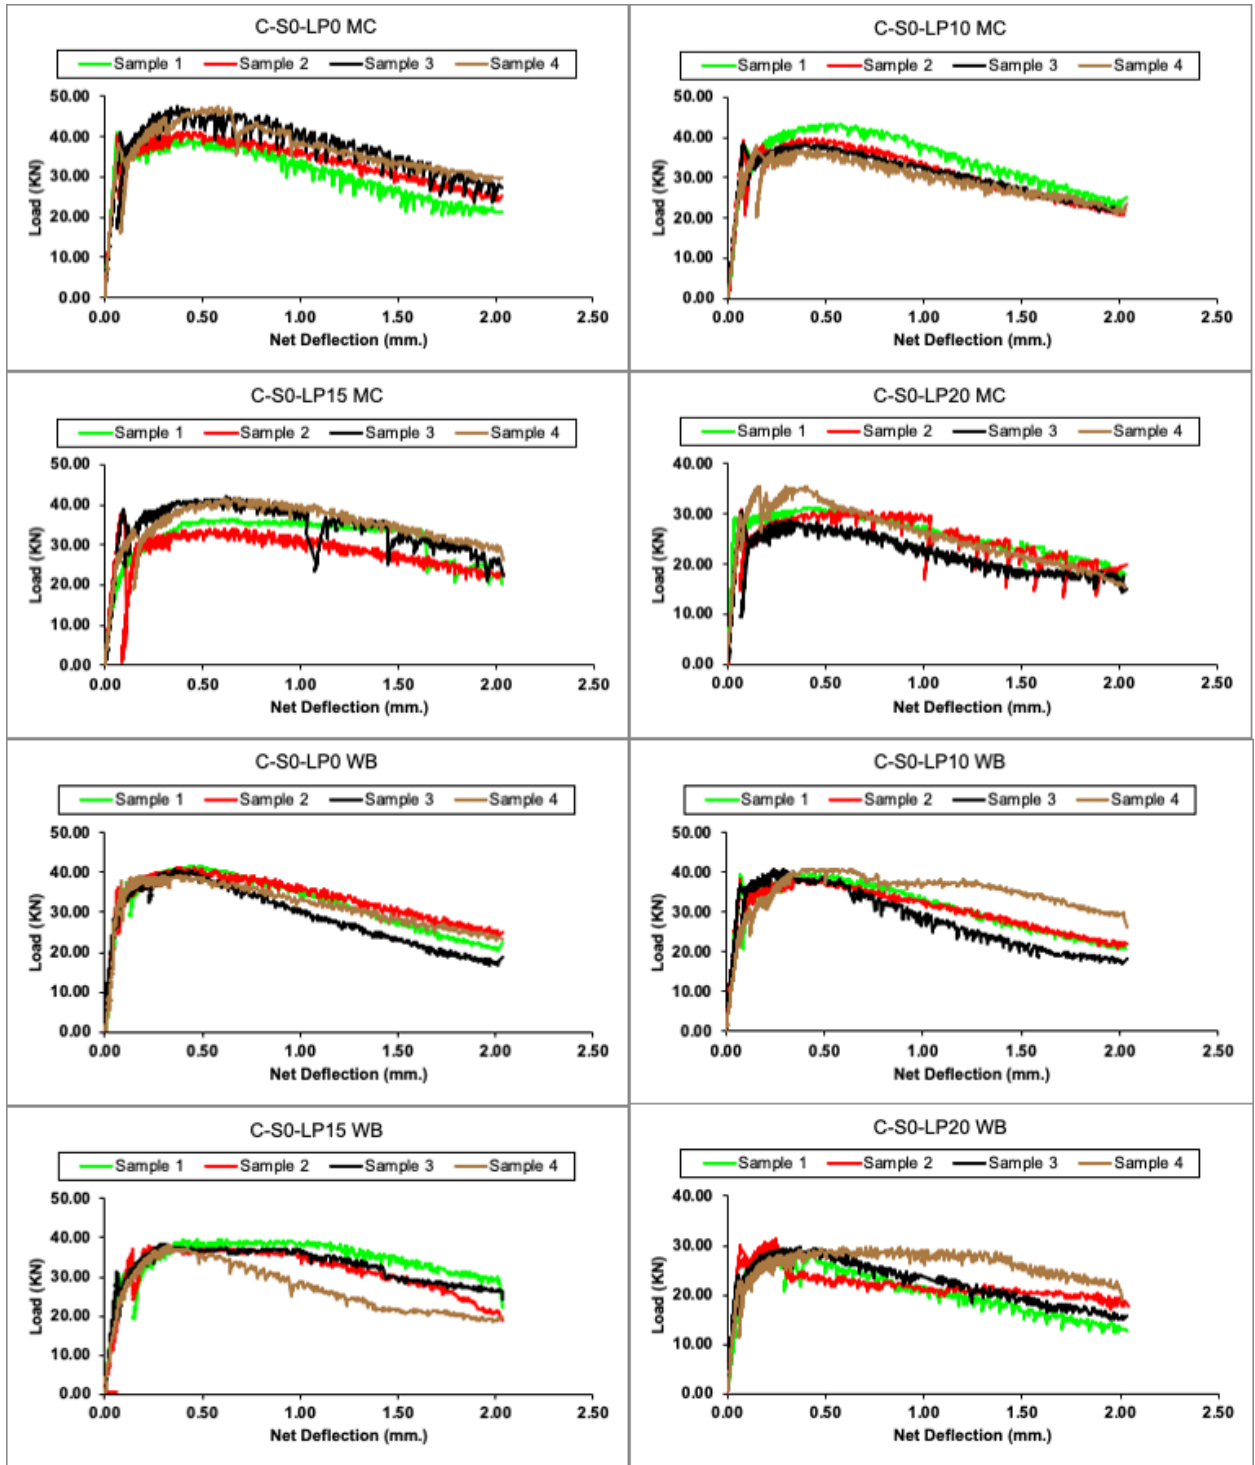 C-S0-LP0 MC
Sample 1 Sample 2 Sample 3 Sample 4
50.00
40.00
30.00
20.00
10.00
0.00
Load (KN)
0.00 0.50 1.00 1.50 2.00 2.50
Net Deflection (mm.)
C-S0-LP10 MC
Sample 1 Sample 2 Sample 3 Sample 4
50.00
40.00
30.00
20.00
10.00
0.00
Load (KN)
0.00 0.50 1.00 1.50 2.00 2.50
Net Deflection (mm.)
C-S0-LP15 MC
Sample 1 Sample 2 Sample 3 Sample 4
50.00
40.00
30.00
20.00
10.00
0.00
Load (KN)
0.00 0.50 1.00 1.50 2.00 2.50
Net Deflection (mm.)
C-S0-LP20 MC
Sample 1 Sample 2 Sample 3 Sample 4
40.00
30.00
20.00
10.00
0.00
Load (KN)
0.00 0.50 1.00 1.50 2.00 2.50
Net Deflection (mm.)
C-S0-LP0 WB
Sample 1 Sample 2 Sample 3 Sample 4
50.00
40.00
30.00
20.00
10.00
0.00
Load (KN)
0.00 0.50 1.00 1.50 2.00 2.50
Net Deflection (mm.)
C-S0-LP10 WB
Sample 1 Sample 2 Sample 3 Sample 4
50.00
40.00
30.00
20.00
10.00
0.00
Load (KN)
0.00 0.50 1.00 1.50 2.00 2.50
Net Deflection (mm.)
C-S0-LP15 WB
Sample 1 Sample 2 Sample 3 Sample 4
50.00
40.00
30.00
20.00
10.00
0.00
Load (KN)
0.00 0.50 1.00 1.50 2.00 2.50
Net Deflection (mm.)
C-S0-LP20 WB
Sample 1 Sample 2 Sample 3 Sample 4
40.00
30.00
20.00
10.00
0.00
Load (KN)
0.00 0.50 1.00 1.50 2.00 2.50
Net Deflection (mm.)